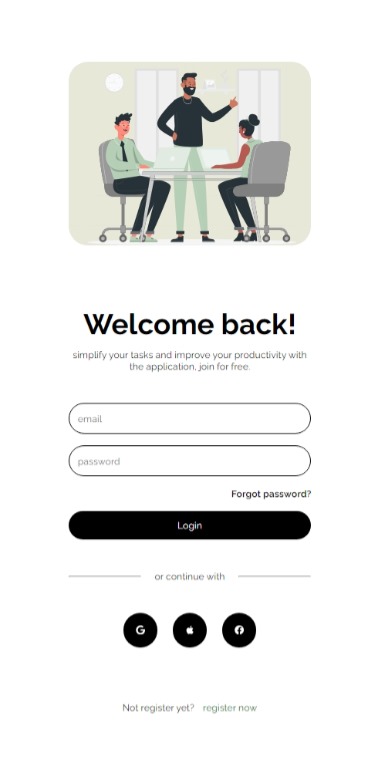 Welcome back!
simplify your tasks and improve your productivity with
the application, join for free.
email
password
Forgot password?
Login
or continue with
Not register yet? register now